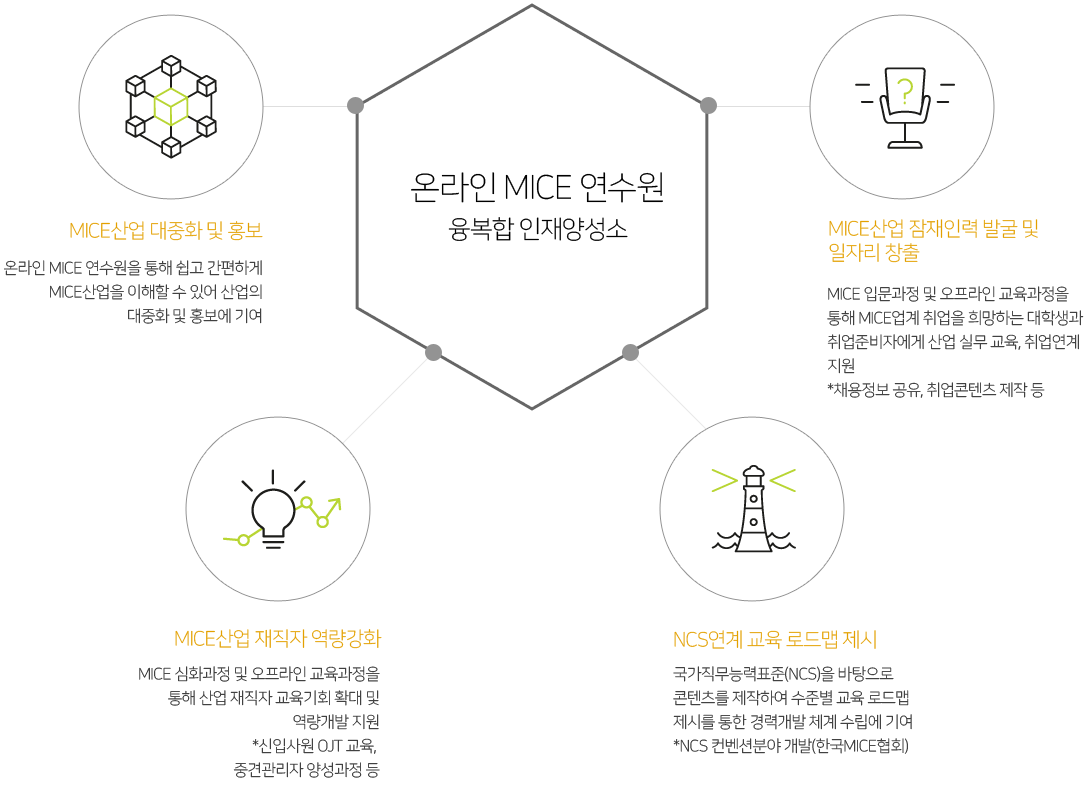 온라인 MICE 연수원
융복합 인재양성소
MICE산업 대중화 및 홍보
온라인 MICE 연수원을 통해 쉽고 간편하게
MICE산업을 이해할 수 있어 산업의
대중화 및 홍보에 기여
MICE산업 잠재인력 발굴 및
일자리 창출
MICE 입문과정 및 오프라인 교육과정을
통해 MICE업계 취업을 희망하는 대학생과
취업준비자에게 산업 실무 교육, 취업연계
지원
*채용정보 공유, 취업콘텐츠 제작 등
MICE산업 재직자 역량강화
MICE 심화과정 및 오프라인 교육과정을
통해 산업 재직자 교육기회 확대 및
역량개발 지원
*신입사원 OJT 교육,
중견관리자 양성과정 등
NCS연계 교육 로드맵 제시
국가직무능력표준(NCS)을 바탕으로
콘텐츠를 제작하여 수준별 교육 로드맵
제시를 통한 경력개발 체계 수립에 기여
*NCS 컨벤션분야 개발(한국MICE협회)
?